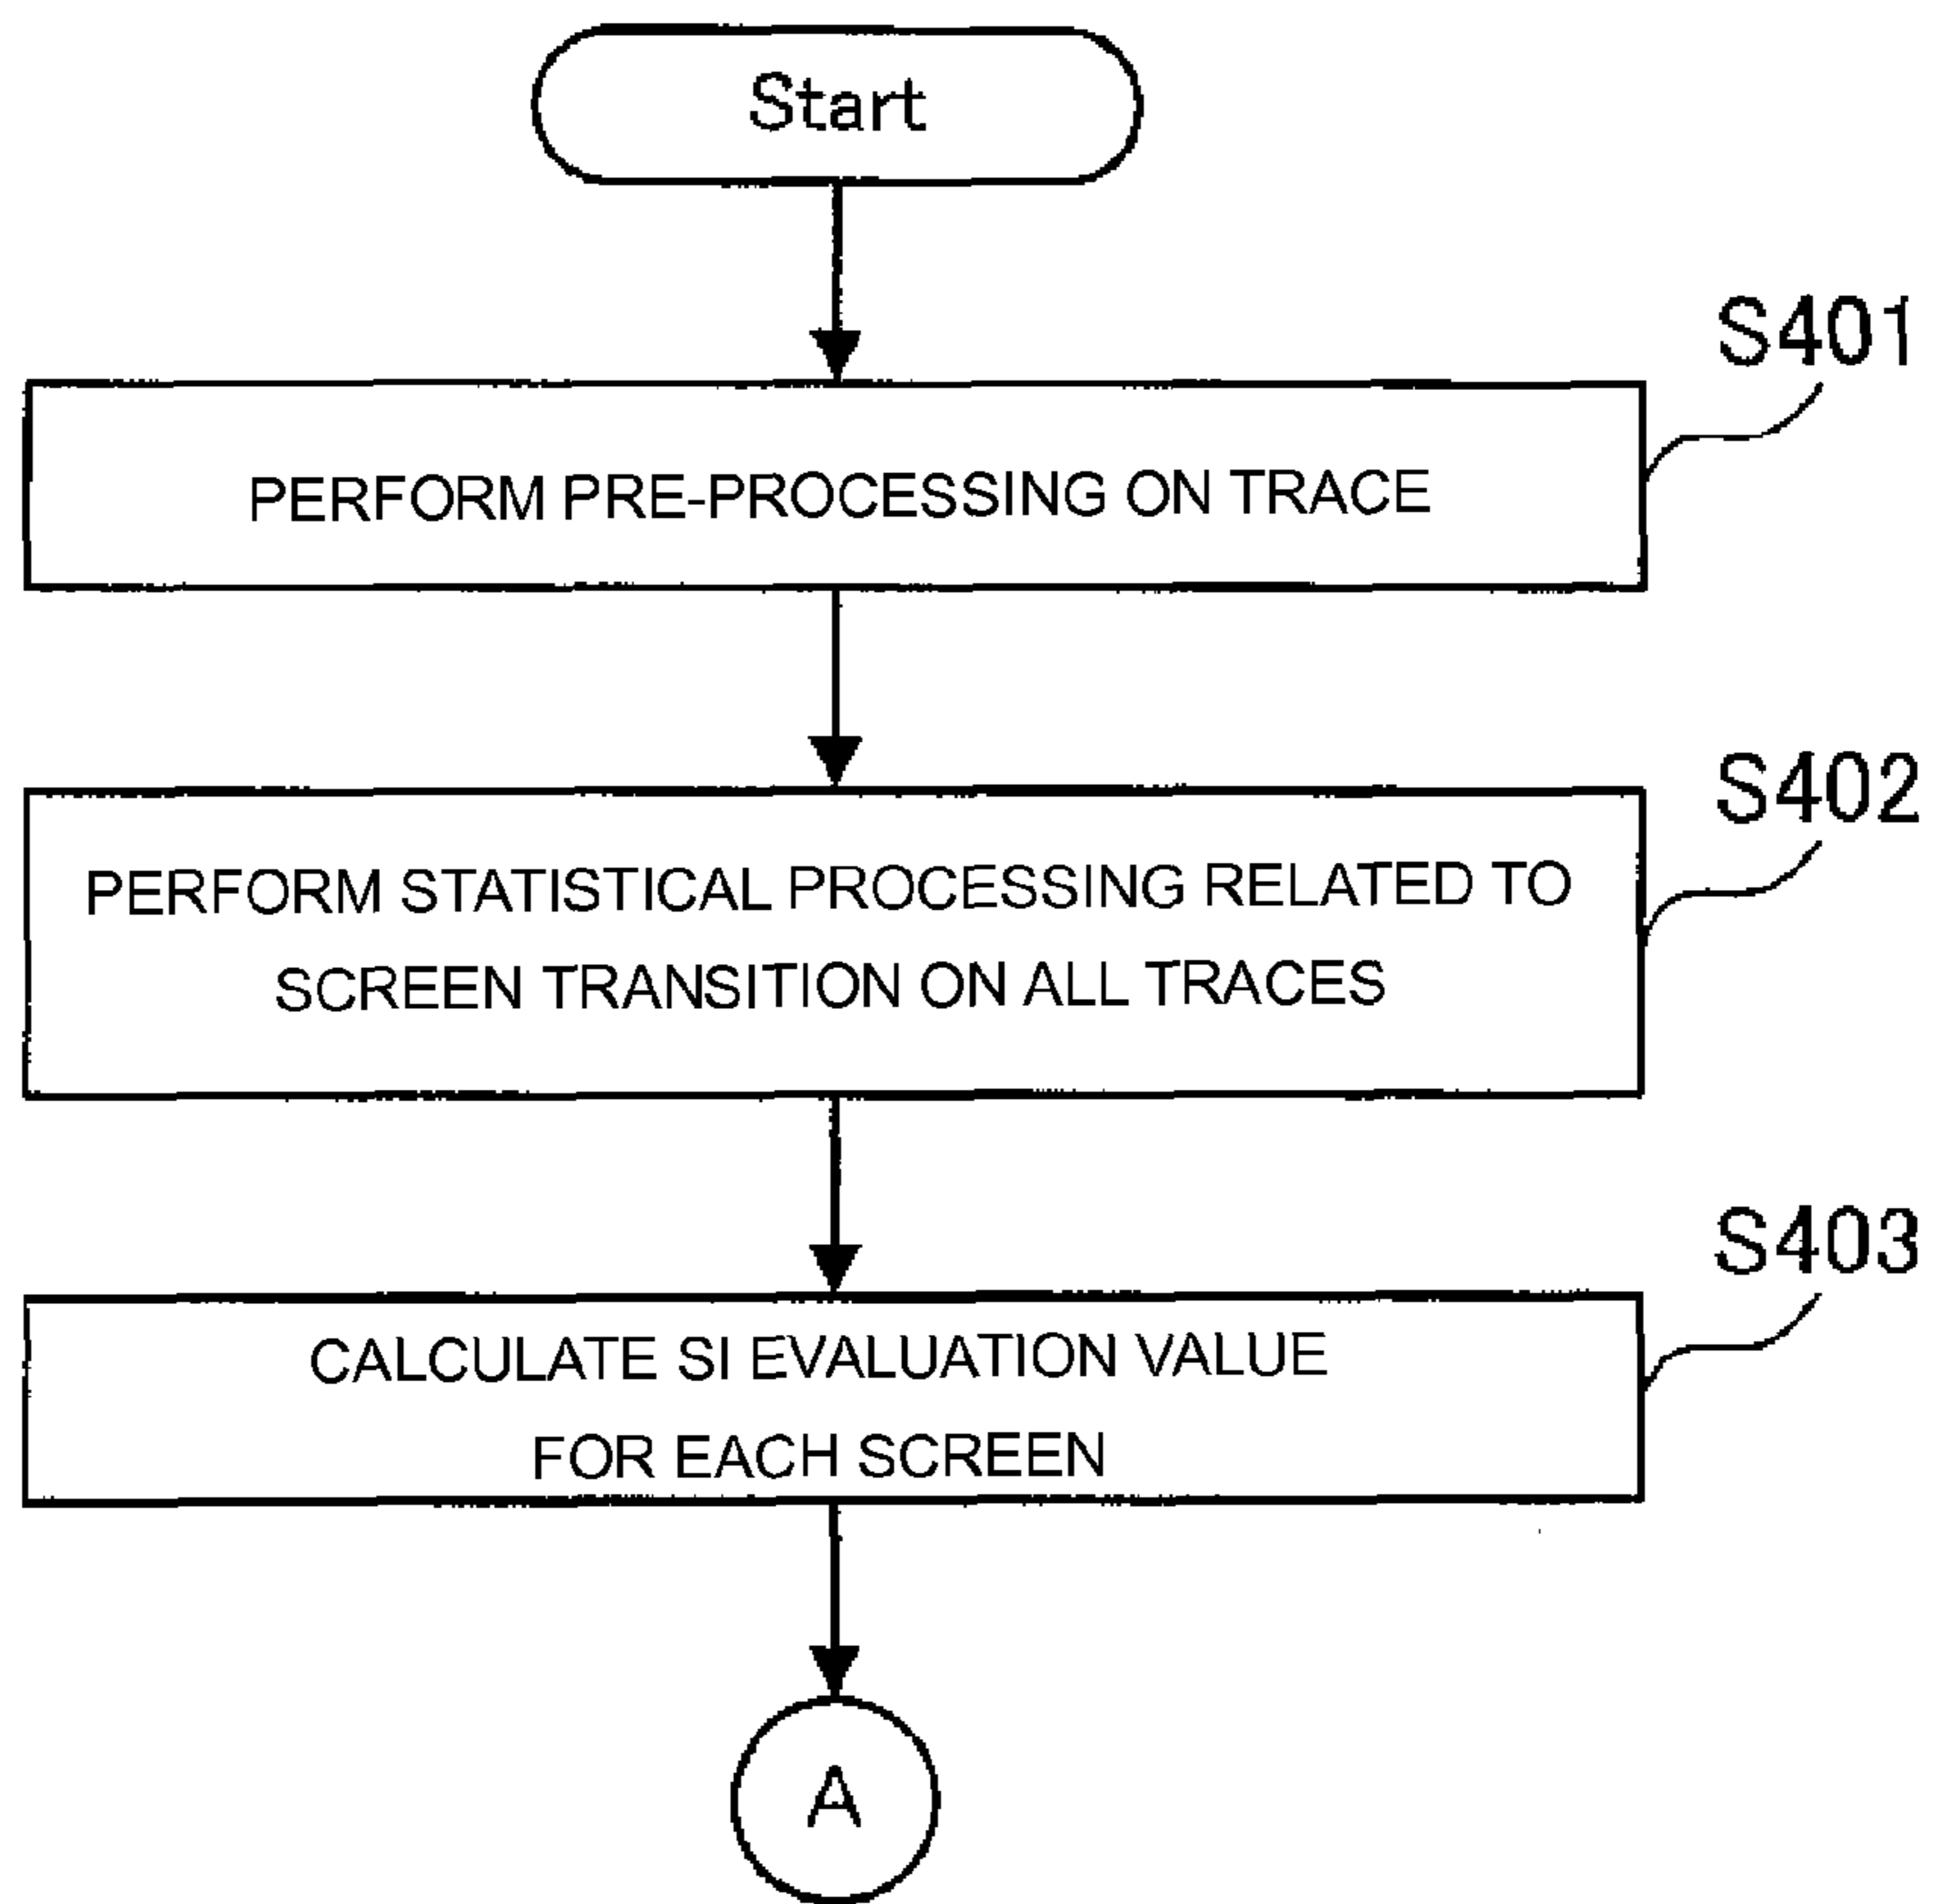 Start
S401
PERFORM PRE-PROCESSING ON TRACE
S402
PERFORM STATISTICAL PROCESSING RELATED TO
SCREEN TRANSITION ON ALL TRACES
S403
CALCULATE SI EVALUATION VALUE
FOR EACH SCREEN
A